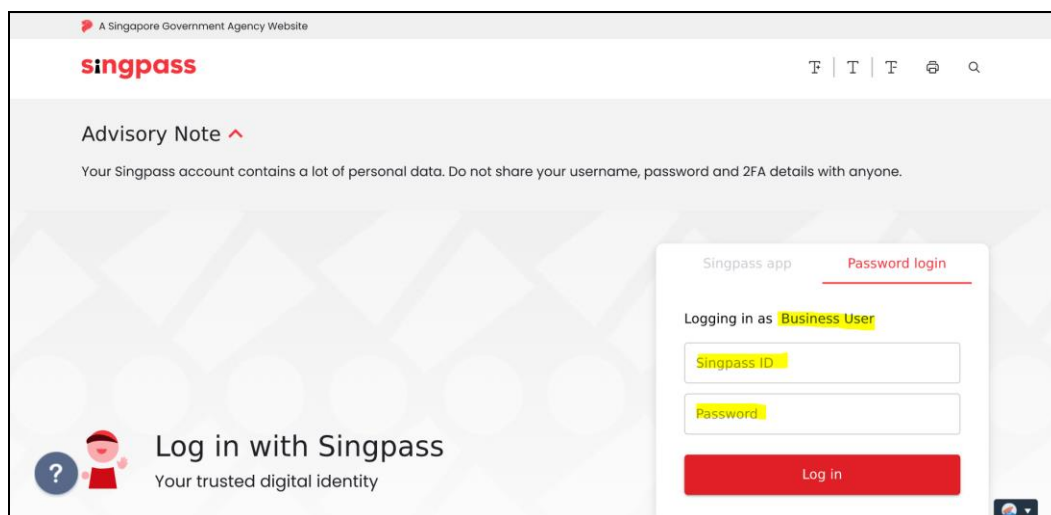 A Singapore Government Agency Website
singpass
T+ T T-
Advisory Note
Your Singpass account contains a lot of personal data. Do not share your username, password and 2FA details with anyone.
Singpass app Password login
Logging in as Business User
Singpass ID
Password
Log in
Log in with Singpass
Your trusted digital identity
?